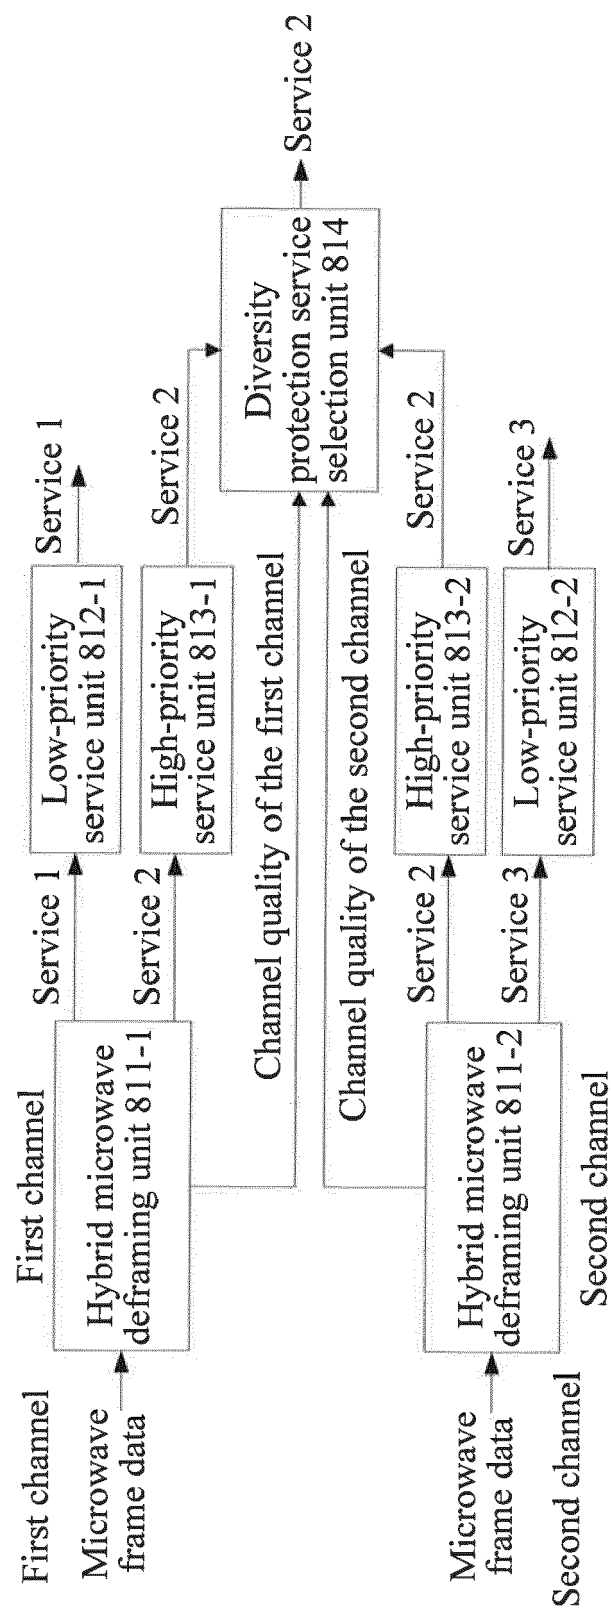 First channel
Microwave
frame data
First channel
Hybrid microwave
deframing unit 811-1
Service 1
Service 2
Low-priority
service unit 812-1
High-priority
service unit 813-1
Service 1
Service 2
Channel quality of the first channel
Channel quality of the second channel
Diversity
protection service
selection unit 814
Service 2
Microwave
frame data
Second channel
Hybrid microwave
deframing unit 811-2
Second channel
Service 2
Service 3
High-priority
service unit 813-2
Low-priority
service unit 812-2
Service 2
Service 3